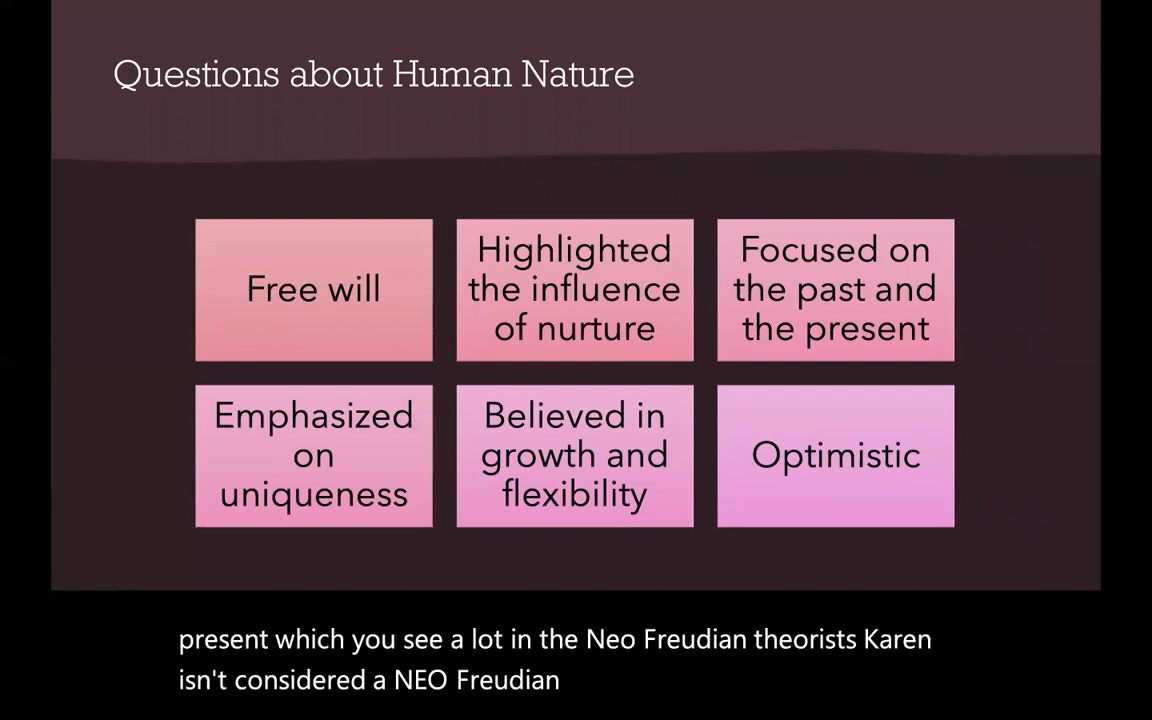 Questions about Human Nature
Free will
Highlighted
the influence
of nurture
Focused on
the past and
the present
Emphasized
on
uniqueness
Believed in
growth and
flexibility
Optimistic
present which you see a lot in the Neo Freudian theorists Karen
isn't considered a NEO Freudian